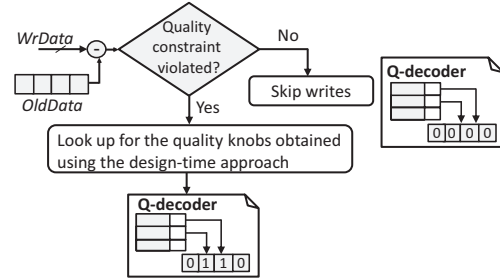 WrData
-
OldData
Quality
constraint
violated?
No
Skip writes
Yes
Look up for the quality knobs obtained
using the design-time approach
Q-decoder
0 1 1 0
Q-decoder
0 0 0 0